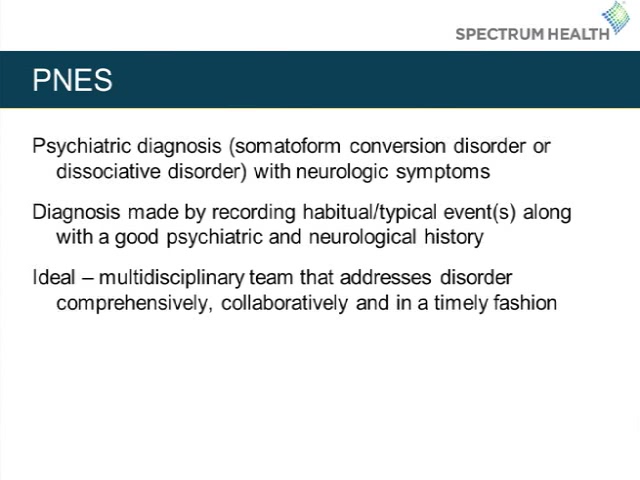 SPECTRUM HEALTH
PNES
Psychiatric diagnosis (somatoform conversion disorder or
dissociative disorder) with neurologic symptoms
Diagnosis made by recording habitual/typical event(s) along
with a good psychiatric and neurological history
Ideal – multidisciplinary team that addresses disorder
comprehensively, collaboratively and in a timely fashion